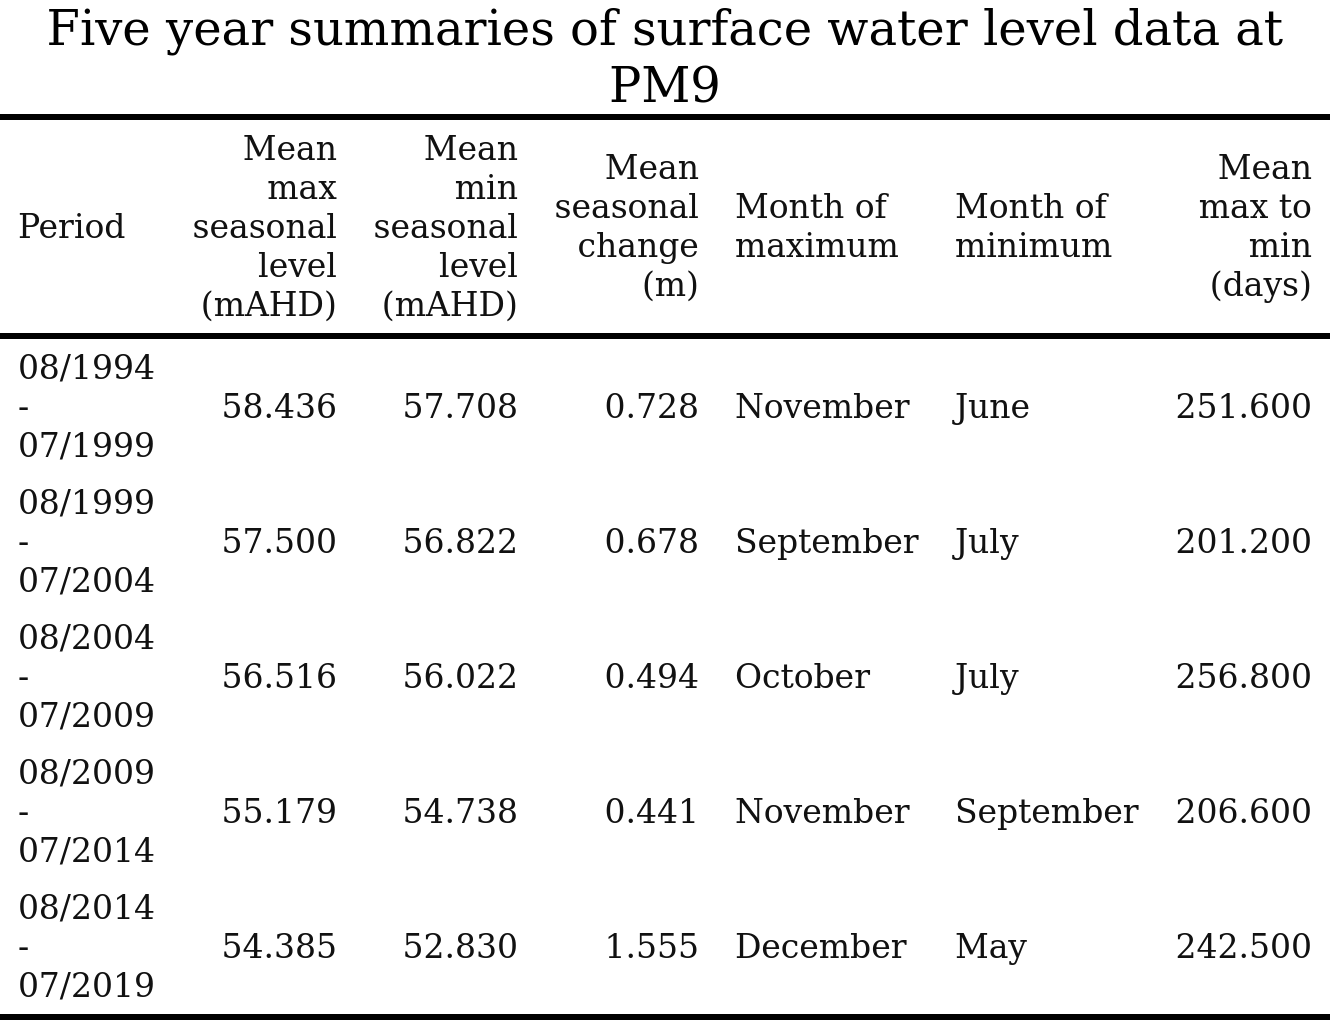 Five year summaries of surface water level data at
PM9
Period	Mean max seasonal level (mAHD)	Mean min seasonal level (mAHD)	Mean seasonal change (m)	Month of maximum	Month of minimum	Mean max to min (days)
08/1994 - 07/1999	58.436	57.708	0.728	November	June	251.600
08/1999 - 07/2004	57.500	56.822	0.678	September	July	201.200
08/2004 - 07/2009	56.516	56.022	0.494	October	July	256.800
08/2009 - 07/2014	55.179	54.738	0.441	November	September	206.600
08/2014 - 07/2019	54.385	52.830	1.555	December	May	242.500